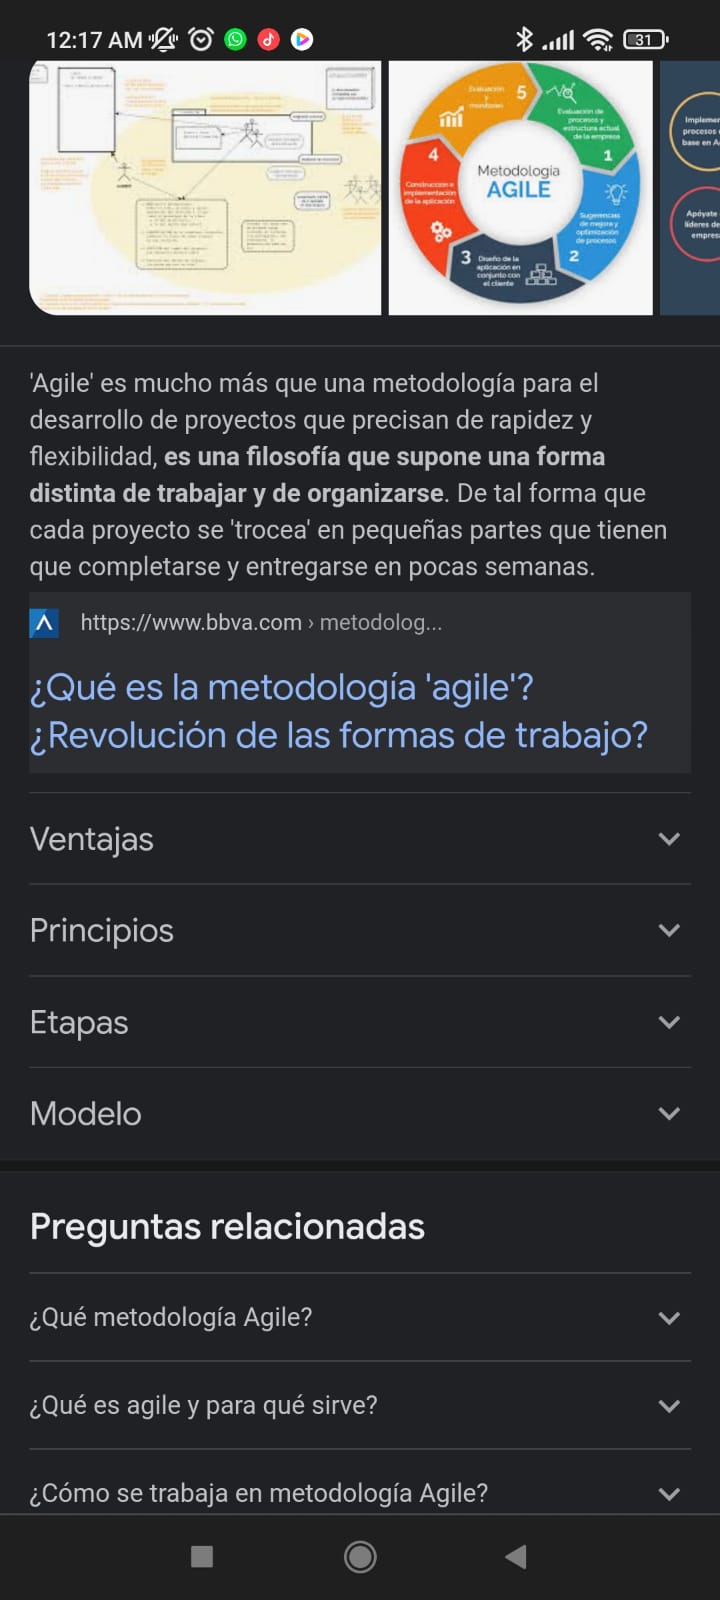 12:17 AM
31
Evaluación
y
monitoreo
5
Evaluación de
procesos y
estructura actual
de la empresa
1
4
Metodología
AGILE
Construcción e
implementación
de la aplicación
Sugerencias
de mejora y
optimización
de procesos
2
3
Diseño de la
aplicación en
conjunto con
el cliente
procesos
base en A
Apóyate
líderes de
empres
'Agile' es mucho más que una metodología para el
desarrollo de proyectos que precisan de rapidez y
flexibilidad, es una filosofía que supone una forma
distinta de trabajar y de organizarse. De tal forma que
cada proyecto se 'trocea' en pequeñas partes que tienen
que completarse y entregarse en pocas semanas.
https://www.bbva.com › metodolog...
¿Qué es la metodología 'agile'?
¿Revolución de las formas de trabajo?
Ventajas
Principios
Etapas
Modelo
Preguntas relacionadas
¿Qué metodología Agile?
¿Qué es agile y para qué sirve?
¿Cómo se trabaja en metodología Agile?